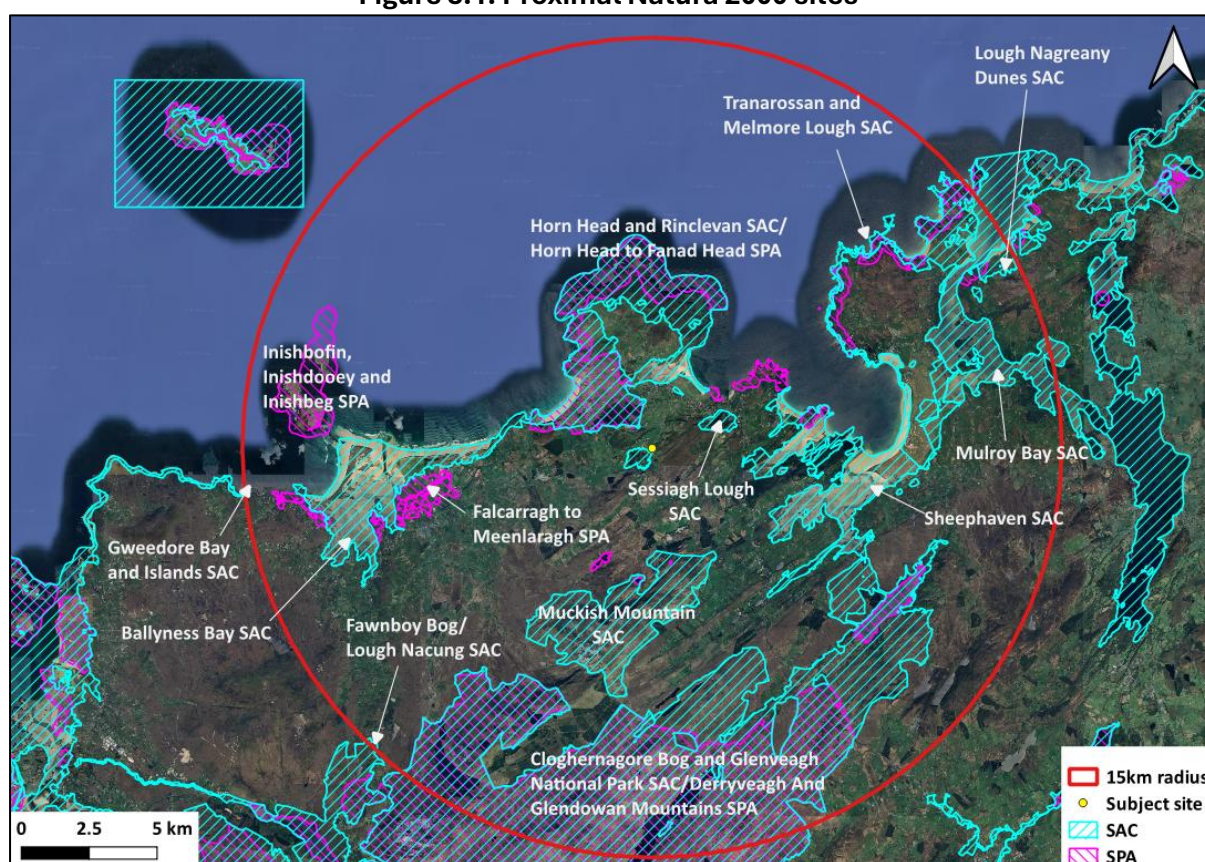 Figure 3.4: Proximal Natura 2000 sites
Lough Nagreany
Dunes SAC
Tranarossan and
Melmore Lough SAC
Horn Head and Rinclevan SAC/
Horn Head to Fanad Head SPA
Inishbofin,
Inishdooey and
Inishbeg SPA
Mulroy Bay SAC
Sessiagh Lough
SAC
Sheephaven SAC
Falcarragh to
Meenlaragh SPA
Gweedore Bay
and Islands SAC
Ballyness Bay SAC
Fawnboy Bog/
Lough Nacung SAC
Muckish Mountain
SAC
Cloghernagore Bog and Glenveagh
National Park SAC/Derryveagh And
Glendowan Mountains SPA
15km radius
Subject site
SAC
SPA
0 2.5 5 km